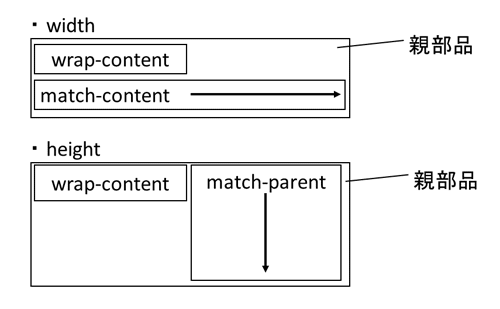 ・width
親部品
wrap-content
match-content
・height
wrap-content
match-parent
親部品